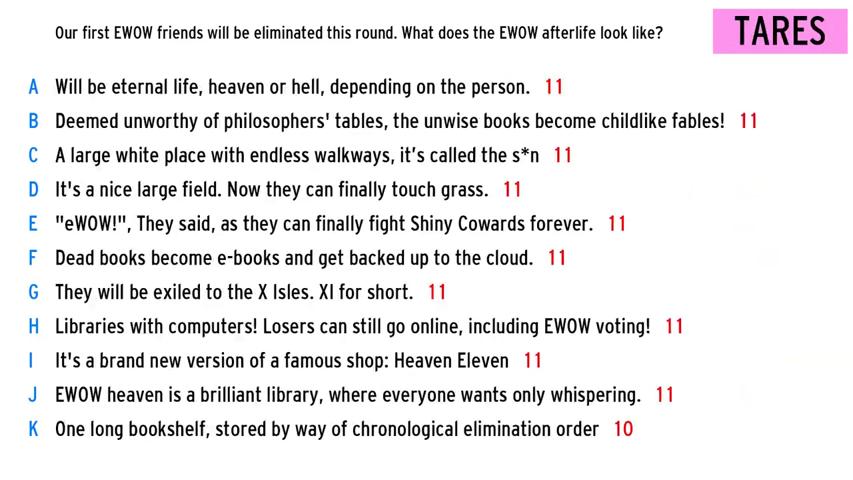 Our first EWOW friends will be eliminated this round. What does the EWOW afterlife look like?
TARES
A Will be eternal life, heaven or hell, depending on the person. 11
B Deemed unworthy of philosophers' tables, the unwise books become childlike fables! 11
C A large white place with endless walkways, it’s called the s*n 11
D It's a nice large field. Now they can finally touch grass. 11
E "eWOW!", They said, as they can finally fight Shiny Cowards forever. 11
F Dead books become e-books and get backed up to the cloud. 11
G They will be exiled to the X Isles. XI for short. 11
H Libraries with computers! Losers can still go online, including EWOW voting! 11
I It's a brand new version of a famous shop: Heaven Eleven 11
J EWOW heaven is a brilliant library, where everyone wants only whispering. 11
K One long bookshelf, stored by way of chronological elimination order 10